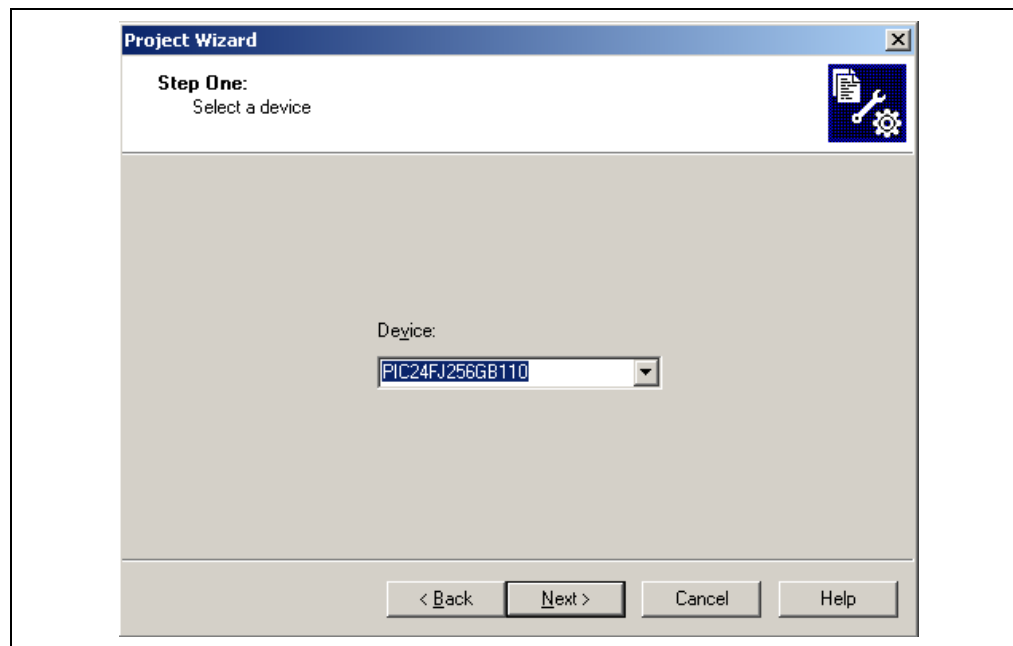 Project Wizard
Step One:
Select a device
Device:
PIC24FJ256GB110
< Back Next > Cancel Help